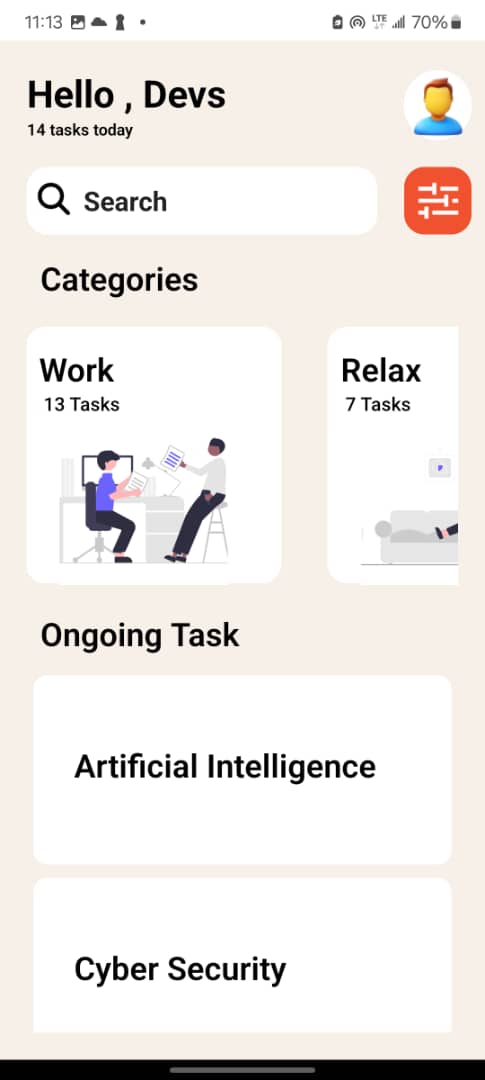 11:13
LTE
70%
Hello , Devs
14 tasks today
Search
Categories
Work
13 Tasks
Relax
7 Tasks
Ongoing Task
Artificial Intelligence
Cyber Security